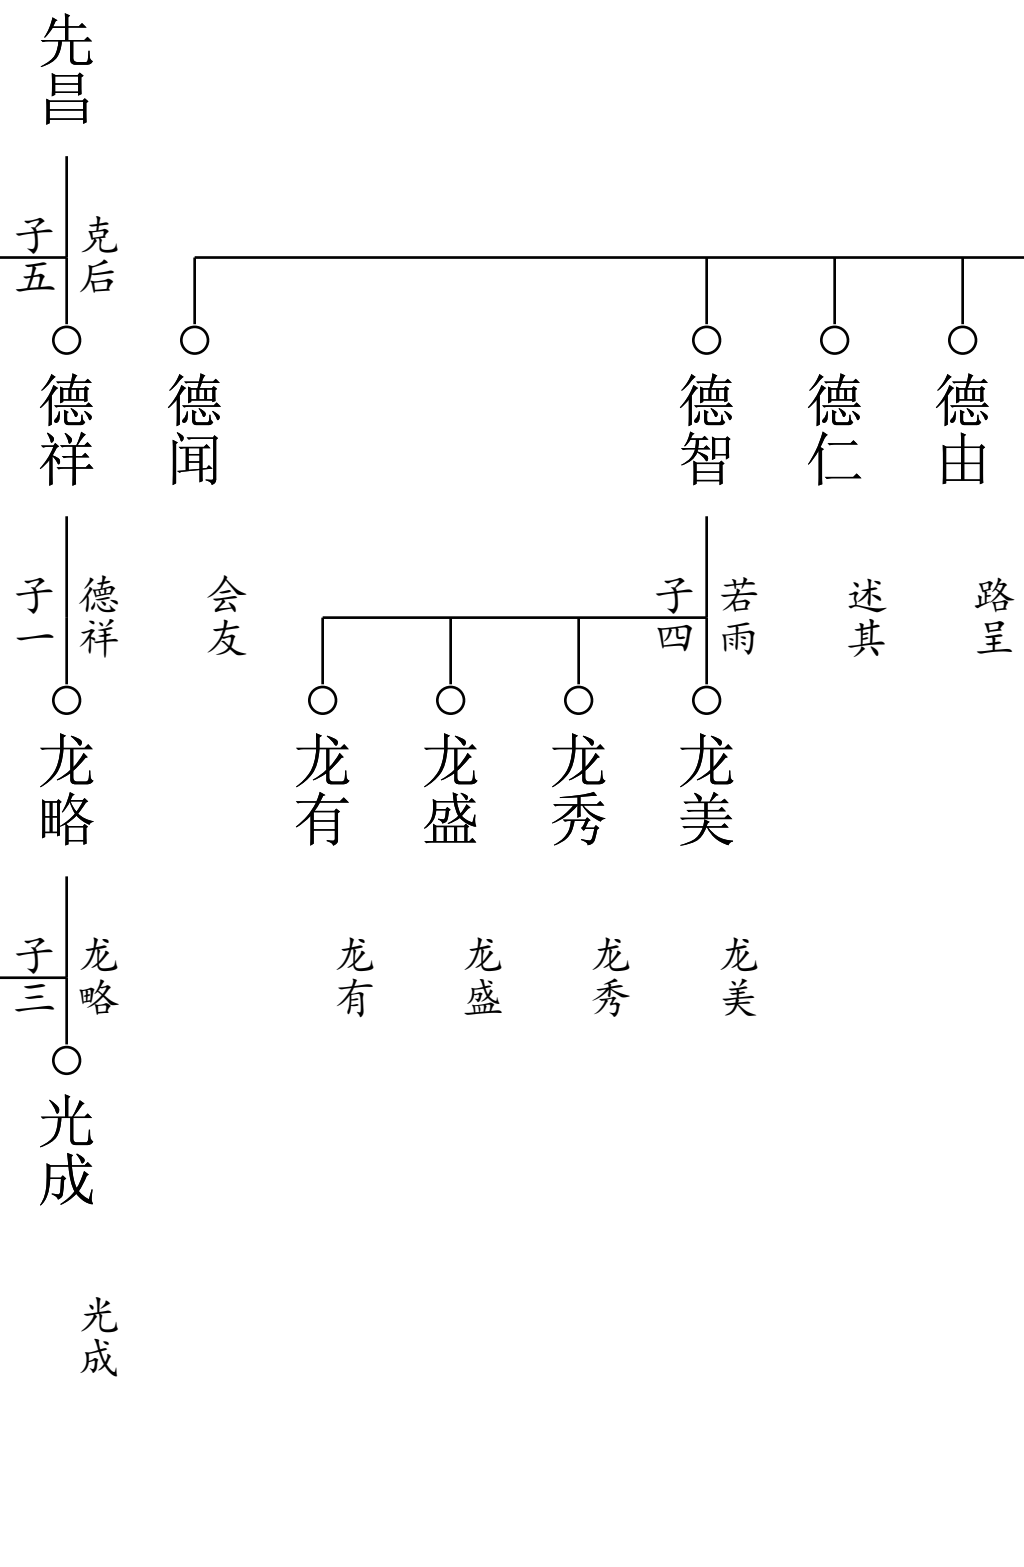 先昌
克后
子五
德由
德仁
德智
德闻
德祥
路呈
述其
若雨
子四
会友
德祥
子一
龙美
龙秀
龙盛
龙有
龙略
龙美
龙秀
龙盛
龙有
龙略
子三
光成
光成